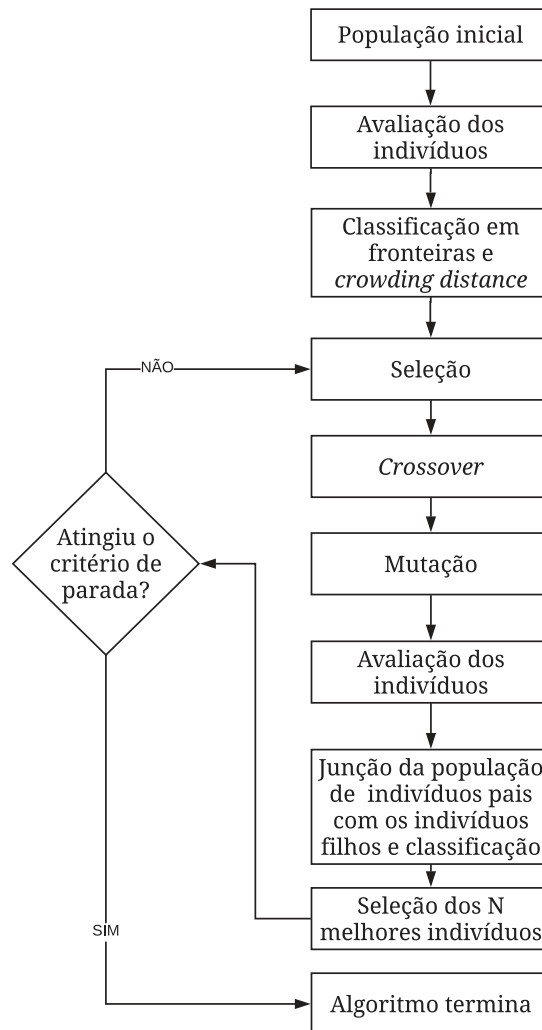 População inicial
Avaliação dos
indivíduos
Classificação em
fronteiras e
crowding distance
NÃO
Seleção
Crossover
Atingiu o
critério de
parada?
Mutação
Avaliação dos
indivíduos
Junção da população
de indivíduos pais
com os indivíduos
filhos e classificação
Seleção dos N
melhores indivíduos
SIM
Algoritmo termina